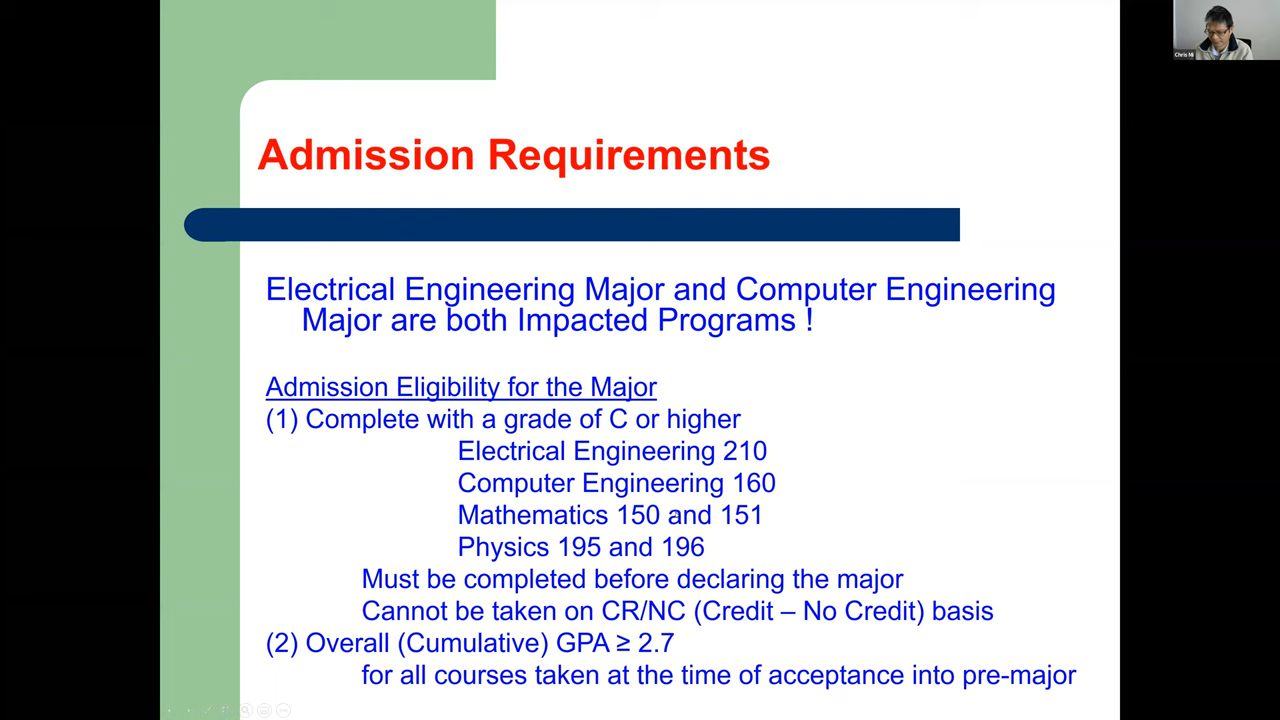 Chris Mi
Admission Requirements
Electrical Engineering Major and Computer Engineering
Major are both Impacted Programs !
Admission Eligibility for the Major
(1) Complete with a grade of C or higher
Electrical Engineering 210
Computer Engineering 160
Mathematics 150 and 151
Physics 195 and 196
Must be completed before declaring the major
Cannot be taken on CR/NC (Credit – No Credit) basis
(2) Overall (Cumulative) GPA ≥ 2.7
for all courses taken at the time of acceptance into pre-major